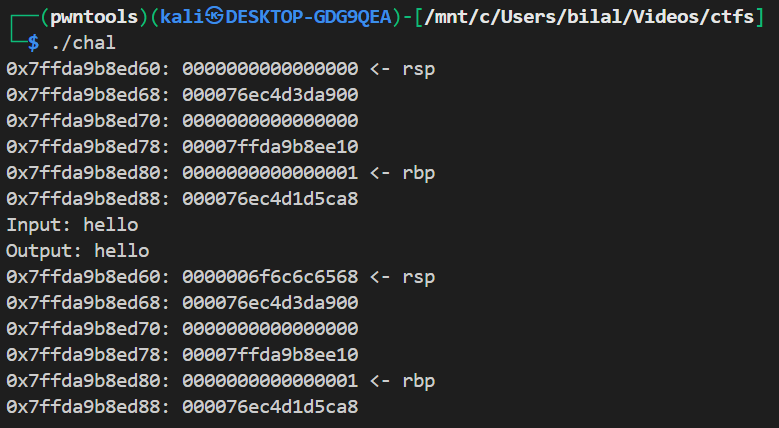 ┌──(pwntools)(kali㉿DESKTOP-GDG9QEA)-[/mnt/c/Users/bilal/Videos/ctfs]
└─$ ./chal
0x7ffda9b8ed60: 0000000000000000 <- rsp
0x7ffda9b8ed68: 000076ec4d3da900
0x7ffda9b8ed70: 0000000000000000
0x7ffda9b8ed78: 00007ffda9b8ee10
0x7ffda9b8ed80: 0000000000000001 <- rbp
0x7ffda9b8ed88: 000076ec4d1d5ca8
Input: hello
Output: hello
0x7ffda9b8ed60: 0000006f6c6c6568 <- rsp
0x7ffda9b8ed68: 000076ec4d3da900
0x7ffda9b8ed70: 0000000000000000
0x7ffda9b8ed78: 00007ffda9b8ee10
0x7ffda9b8ed80: 0000000000000001 <- rbp
0x7ffda9b8ed88: 000076ec4d1d5ca8